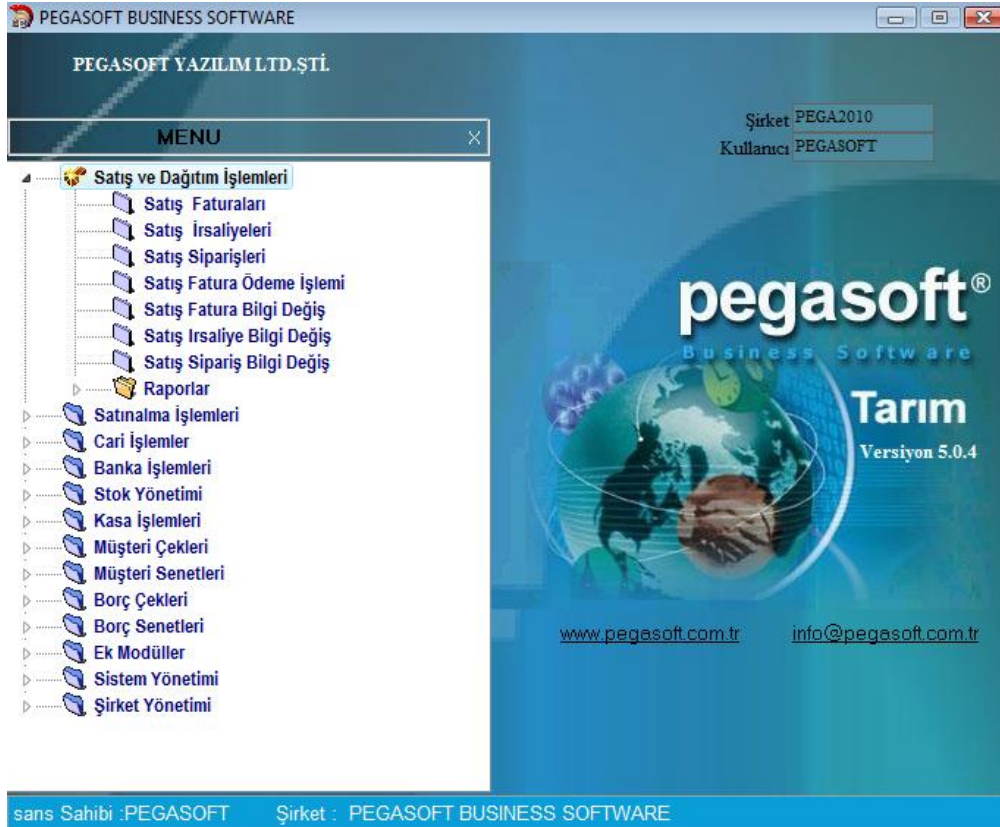 PEGASOFT BUSINESS SOFTWARE
PEGASOFT YAZILIM LTD.ŞTİ.
Şirket PEGA2010
Kullanıcı PEGASOFT
MENU X
Satış ve Dağıtım İşlemleri
Satış Faturaları
Satış İrsaliyeleri
Satış Siparişleri
Satış Fatura Ödeme İşlemi
Satış Fatura Bilgi Değiş
Satış Irsaliye Bilgi Değiş
Satış Sipariş Bilgi Değiş
Raporlar
Satınalma İşlemleri
Cari İşlemler
Banka İşlemleri
Stok Yönetimi
Kasa İşlemleri
Müşteri Çekleri
Müşteri Senetleri
Borç Çekleri
Borç Senetleri
Ek Modüller
Sistem Yönetimi
Şirket Yönetimi
pegasoft®
Business Software
Tarım
Versiyon 5.0.4
www.pegasoft.com.tr info@pegasoft.com.tr
sans Sahibi :PEGASOFT Şirket : PEGASOFT BUSINESS SOFTWARE